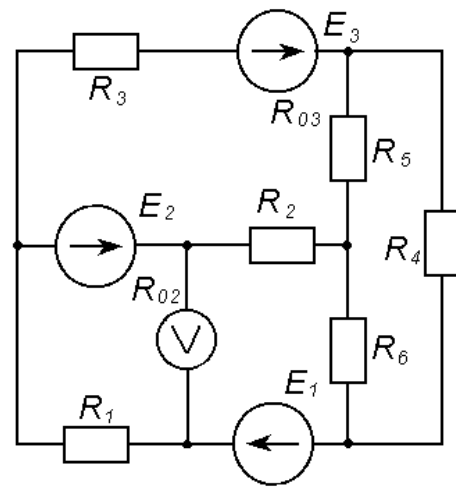 E₃
R₃
R₀₃
R₅
E₂
R₂
R₄
R₀₂
V
R₆
E₁
R₁